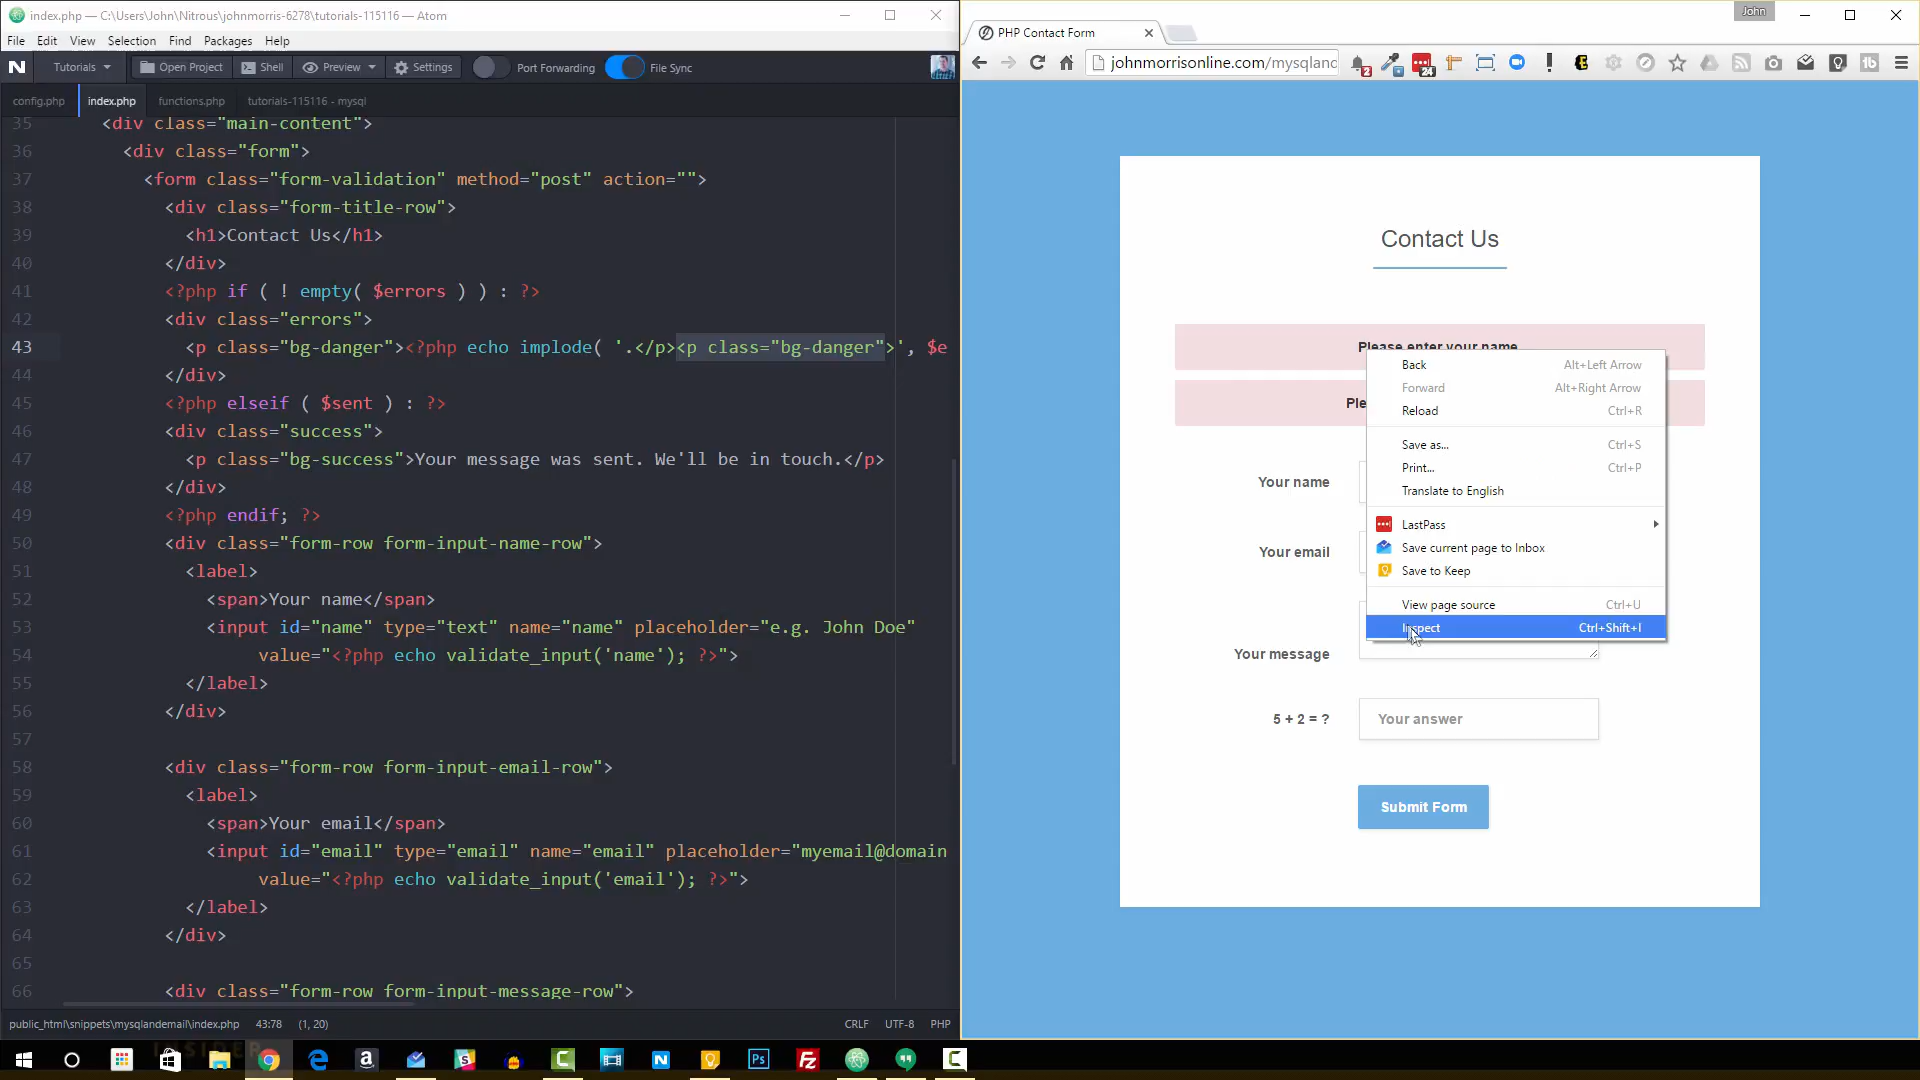 index.php — C:\Users\John\Nitrous\johnmorris-6278\tutorials-115116 — Atom
File Edit View Selection Find Packages Help
N Tutorials Open Project Shell Preview Settings Port Forwarding File Sync
config.php index.php functions.php tutorials-115116 - mysql
35 <div class="main-content">
36 <div class="form">
37 <form class="form-validation" method="post" action="">
38 <div class="form-title-row">
39 <h1>Contact Us</h1>
40 </div>
41 <?php if ( ! empty( $errors ) ) : ?>
42 <div class="errors">
43 <p class="bg-danger"><?php echo implode( '.</p><p class="bg-danger">', $e
44 </div>
45 <?php elseif ( $sent ) : ?>
46 <div class="success">
47 <p class="bg-success">Your message was sent. We'll be in touch.</p>
48 </div>
49 <?php endif; ?>
50 <div class="form-row form-input-name-row">
51 <label>
52 <span>Your name</span>
53 <input id="name" type="text" name="name" placeholder="e.g. John Doe"
54 value="<?php echo validate_input('name'); ?>">
55 </label>
56 </div>
57
58 <div class="form-row form-input-email-row">
59 <label>
60 <span>Your email</span>
61 <input id="email" type="email" name="email" placeholder="myemail@domain
62 value="<?php echo validate_input('email'); ?>">
63 </label>
64 </div>
65
66 <div class="form-row form-input-message-row">
public_html\snippets\mysqlandemail\index.php 43:78 (1, 20) CRLF UTF-8 PHP
John
PHP Contact Form
johnmorrisonline.com/mysqland
2 24 tb
Contact Us
Please enter your name
Ple
Back Alt+Left Arrow
Forward Alt+Right Arrow
Reload Ctrl+R
Save as... Ctrl+S
Print... Ctrl+P
Translate to English
LastPass
Save current page to Inbox
Save to Keep
View page source Ctrl+U
Inspect Ctrl+Shift+I
Your name
Your email
Your message
5 + 2 = ?
Your answer
Submit Form
INSIDER
Ps